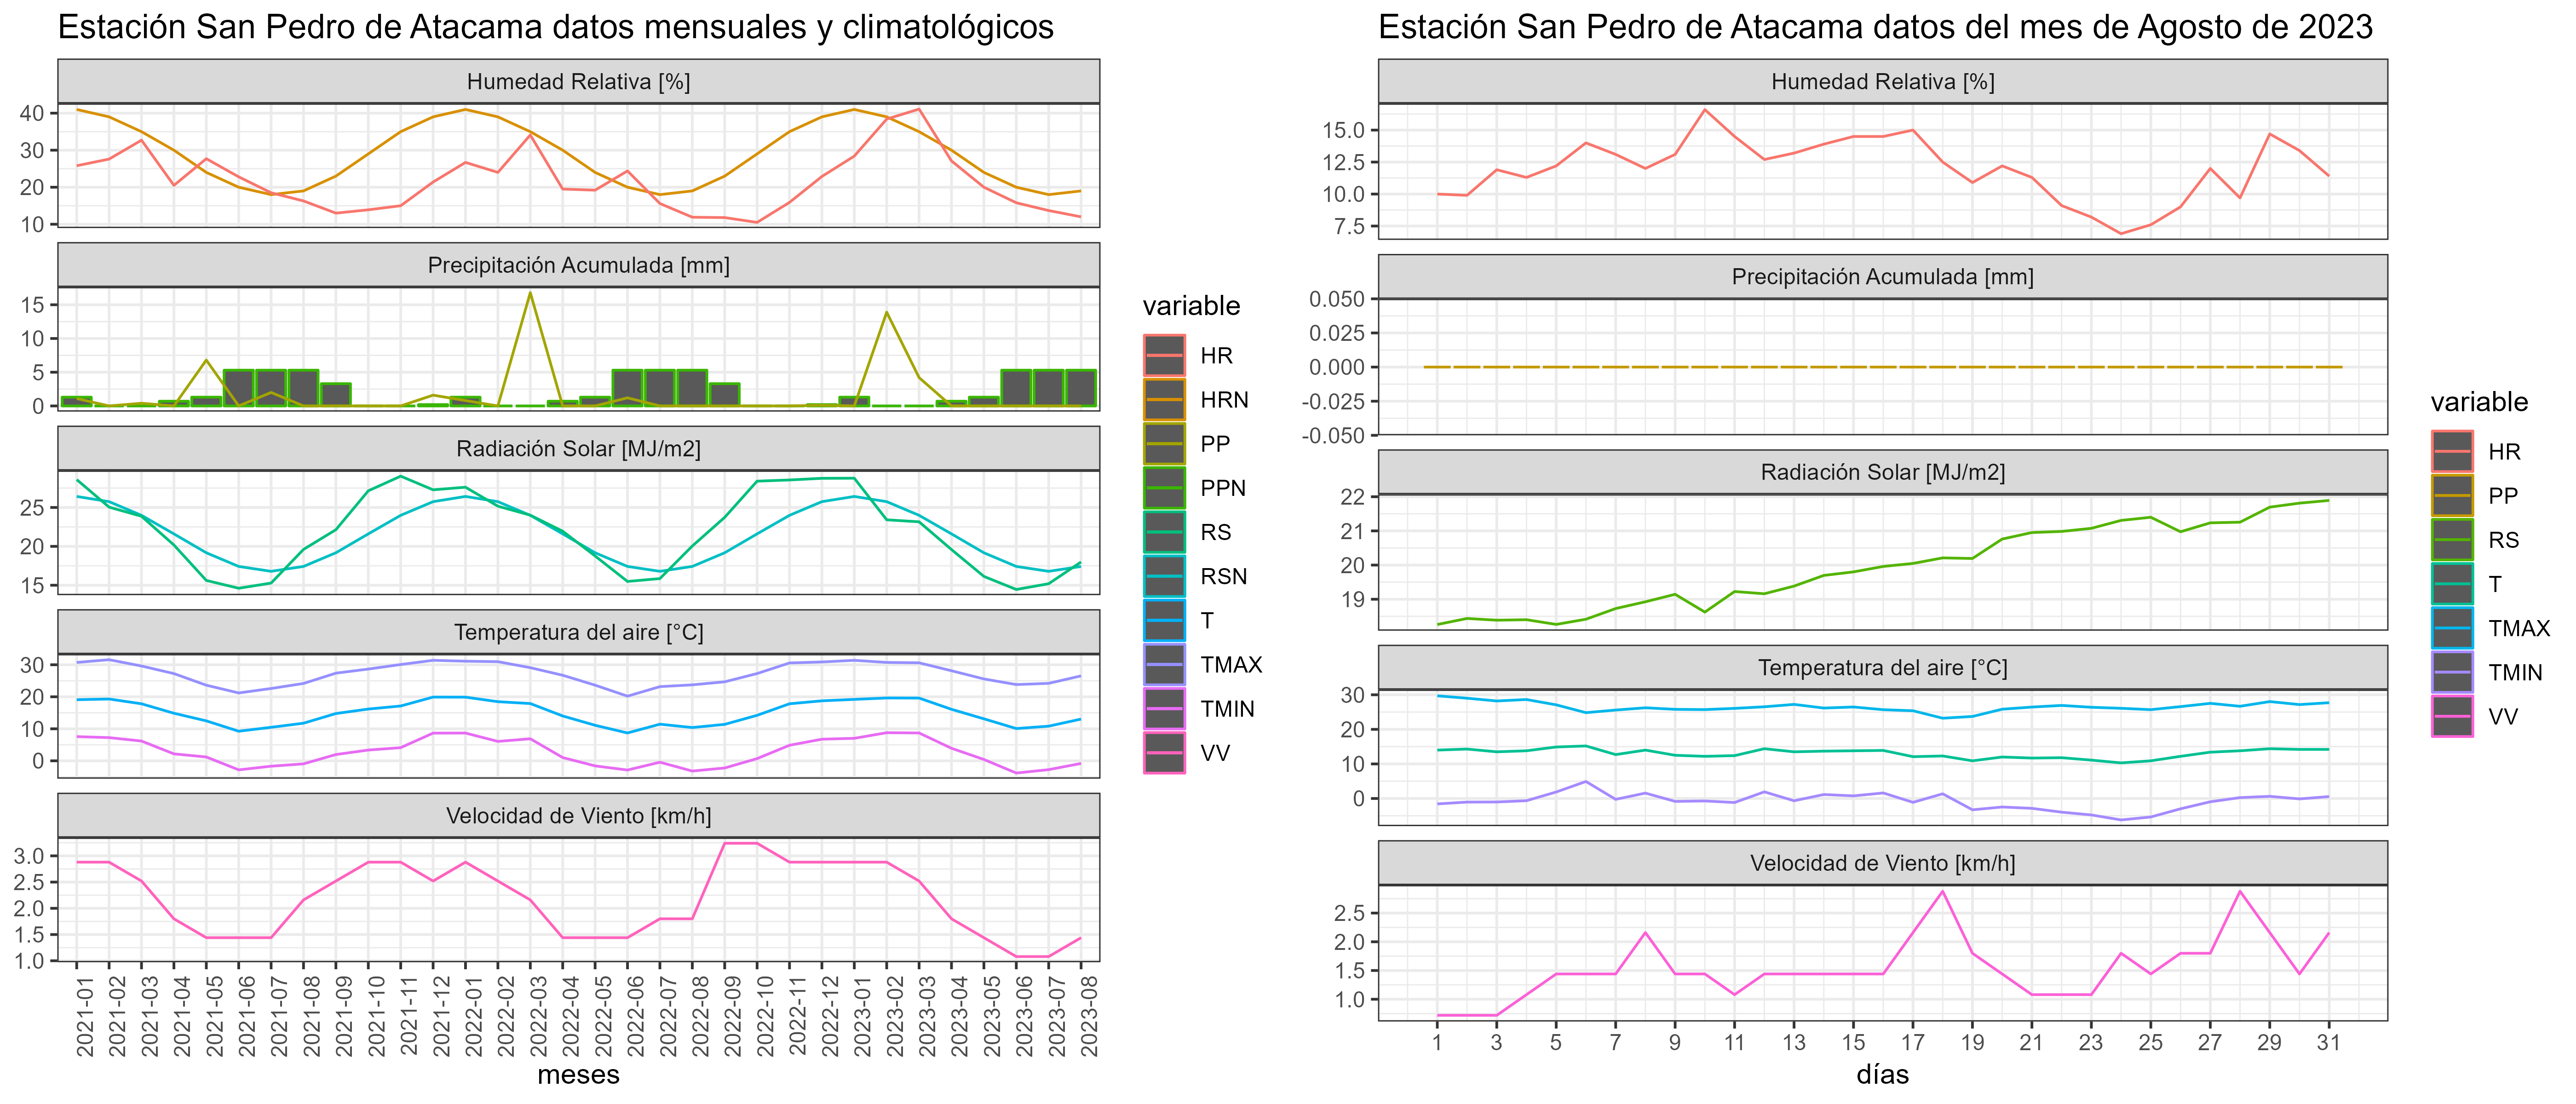 Estación San Pedro de Atacama datos mensuales y climatológicos
Humedad Relativa [%]
40
30
20
10
Precipitación Acumulada [mm]
15
10
5
0
Radiación Solar [MJ/m2]
25
20
15
Temperatura del aire [°C]
30
20
10
0
Velocidad de Viento [km/h]
3.0
2.5
2.0
1.5
1.0
2021-01
2021-02
2021-03
2021-04
2021-05
2021-06
2021-07
2021-08
2021-09
2021-10
2021-11
2021-12
2022-01
2022-02
2022-03
2022-04
2022-05
2022-06
2022-07
2022-08
2022-09
2022-10
2022-11
2022-12
2023-01
2023-02
2023-03
2023-04
2023-05
2023-06
2023-07
2023-08
meses
variable
HR
HRN
PP
PPN
RS
RSN
T
TMAX
TMIN
VV
Estación San Pedro de Atacama datos del mes de Agosto de 2023
Humedad Relativa [%]
15.0
12.5
10.0
7.5
Precipitación Acumulada [mm]
0.050
0.025
0.000
-0.025
-0.050
Radiación Solar [MJ/m2]
22
21
20
19
Temperatura del aire [°C]
30
20
10
0
Velocidad de Viento [km/h]
2.5
2.0
1.5
1.0
1 3 5 7 9 11 13 15 17 19 21 23 25 27 29 31
días
variable
HR
PP
RS
T
TMAX
TMIN
VV